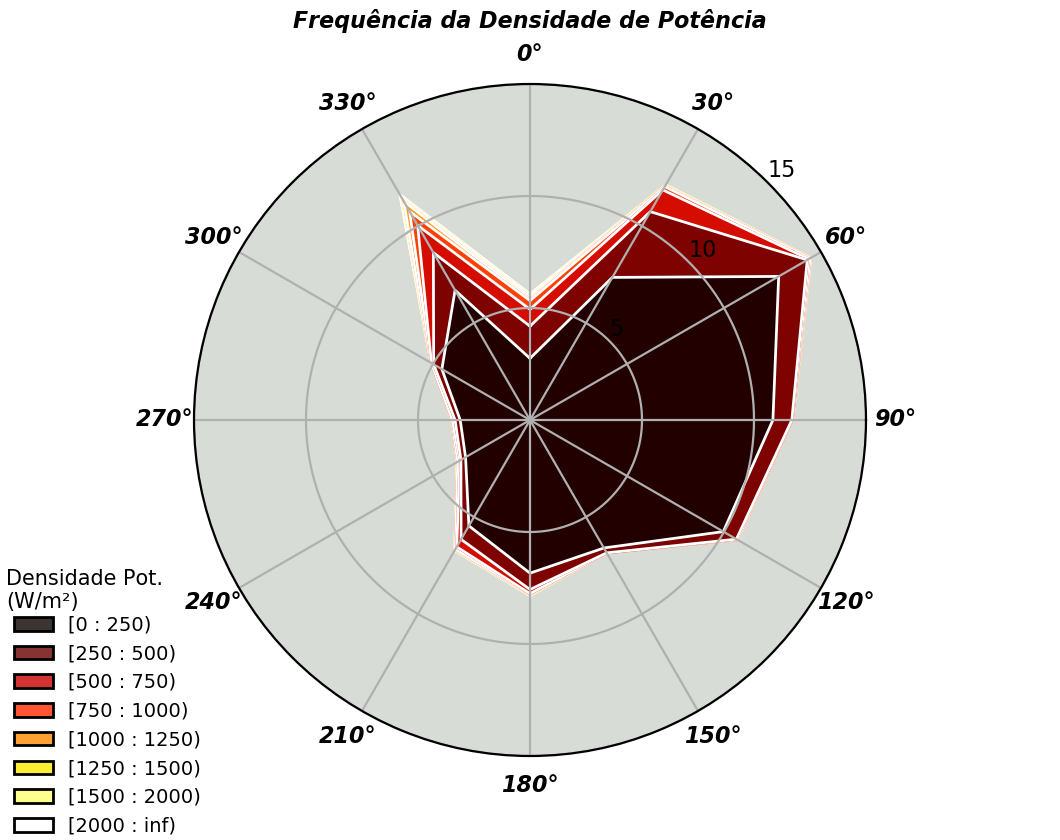 Frequência da Densidade de Potência
0°
330°
30°
15
300°
60°
10
5
270°
90°
240°
120°
210°
150°
180°
Densidade Pot.
(W/m²)
[0 : 250)
[250 : 500)
[500 : 750)
[750 : 1000)
[1000 : 1250)
[1250 : 1500)
[1500 : 2000)
[2000 : inf)